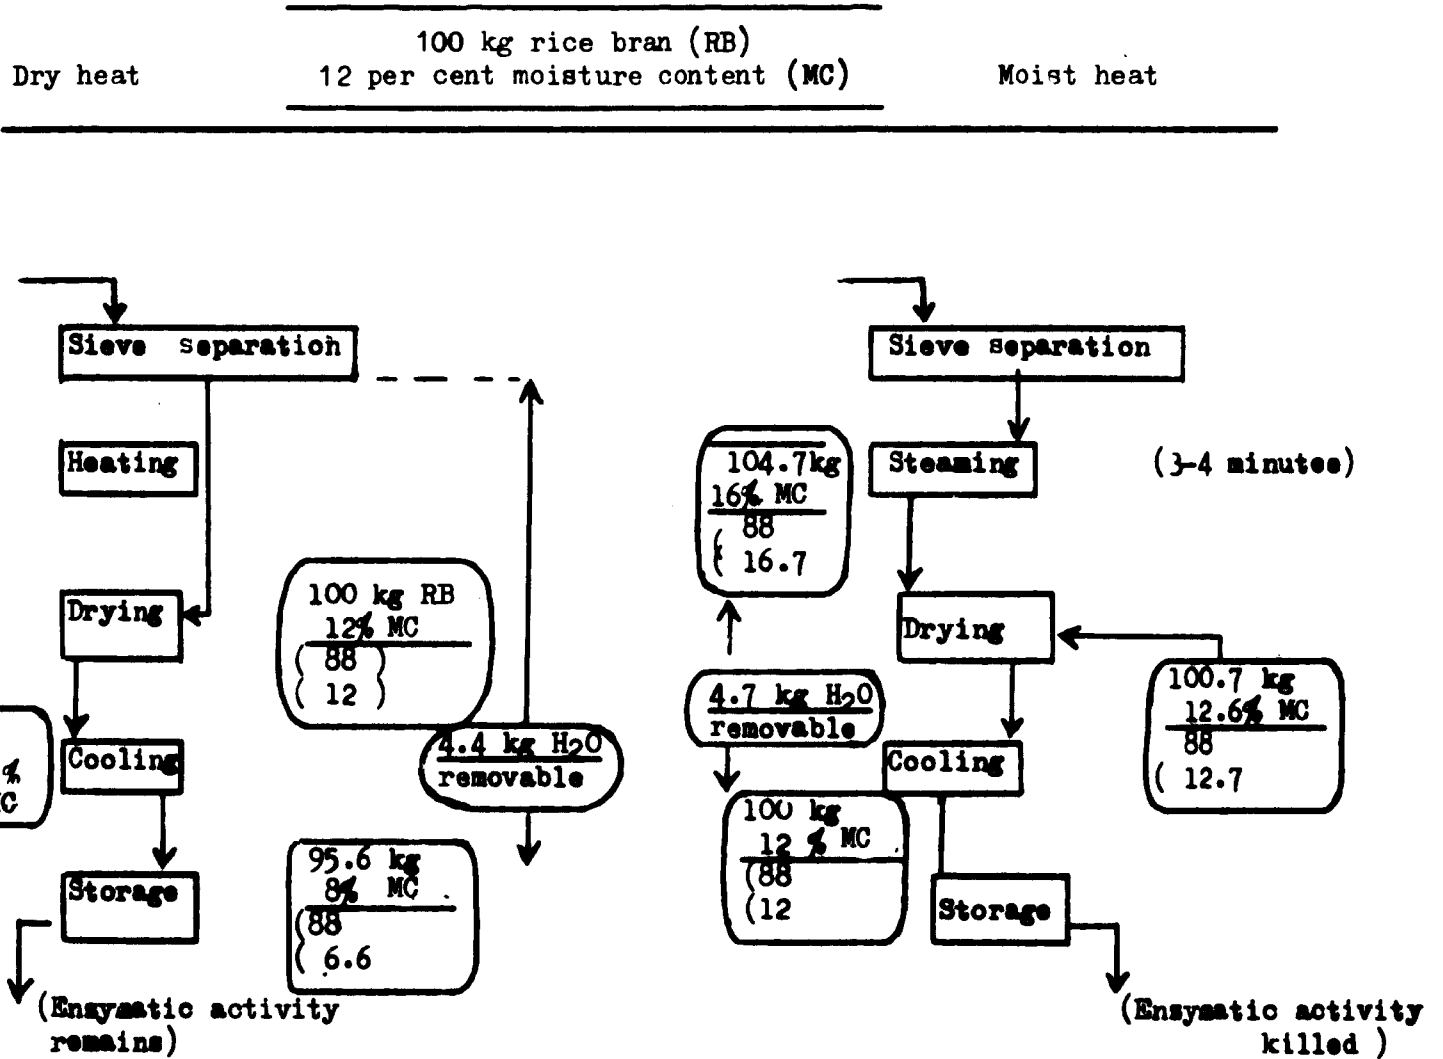 100 kg rice bran (RB)
Dry heat
12 per cent moisture content (MC)
Moist heat
Sieve separation
Heating
Drying
Cooling
Storage
(Enzymatic activity
remains)
100 kg RB
12% MC
( 88 )
( 12 )
4.4 kg H2O
removable
95.6 kg
8% MC
(88
( 6.6
%
Sieve separation
Steaming
(3-4 minutes)
Drying
Cooling
Storage
(Enzymatic activity
killed )
104.7kg
16% MC
( 88
( 16.7
4.7 kg H2O
removable
100 kg
12 % MC
(88
(12
100.7 kg
12.6% MC
88
( 12.7